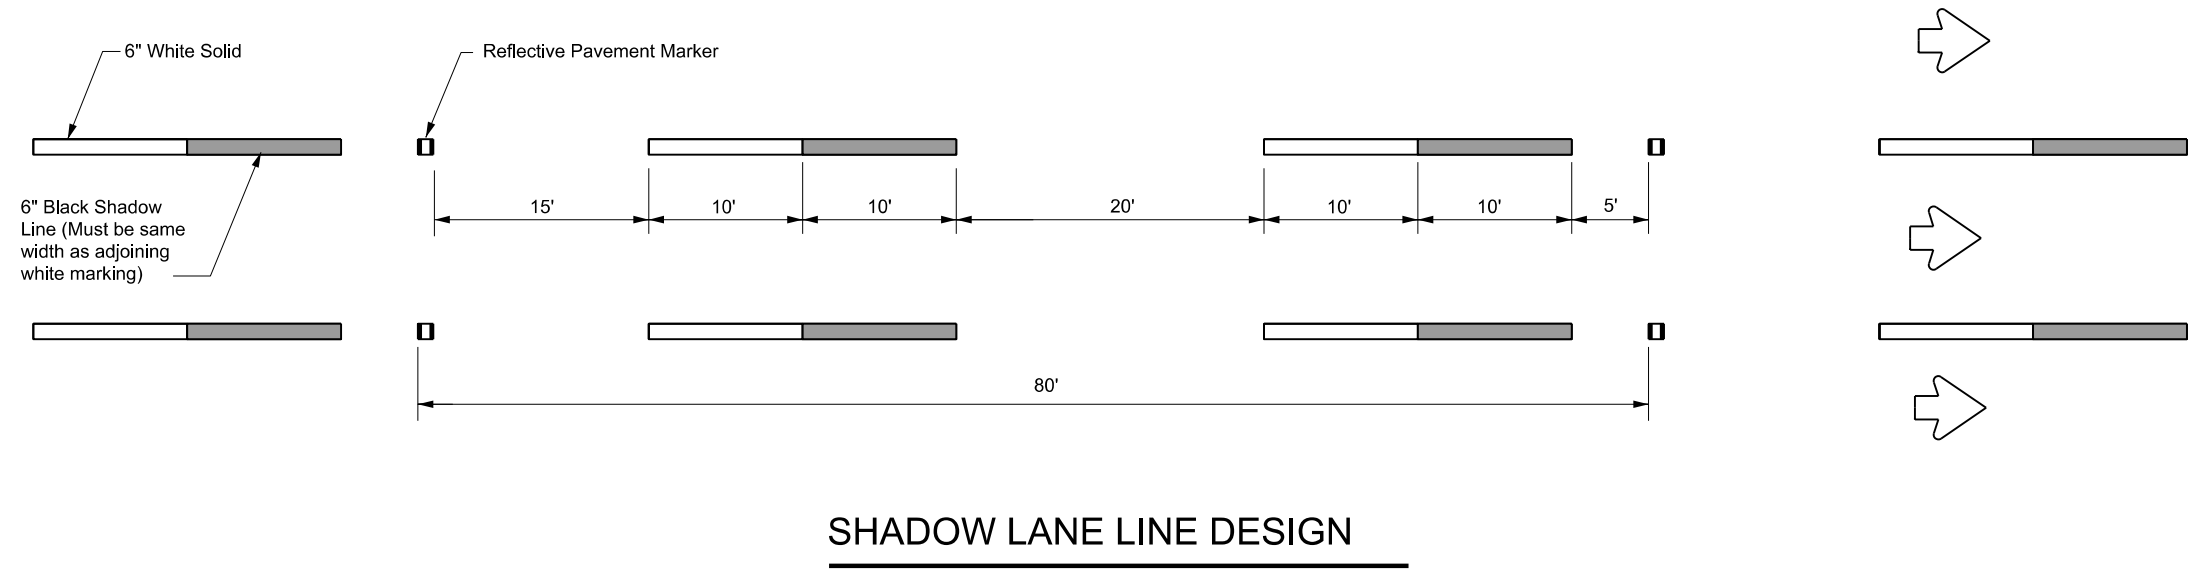 6" White Solid
Reflective Pavement Marker
6" Black Shadow
Line (Must be same
width as adjoining
white marking)
15'
10'
10'
20'
10'
10'
5'
80'
SHADOW LANE LINE DESIGN